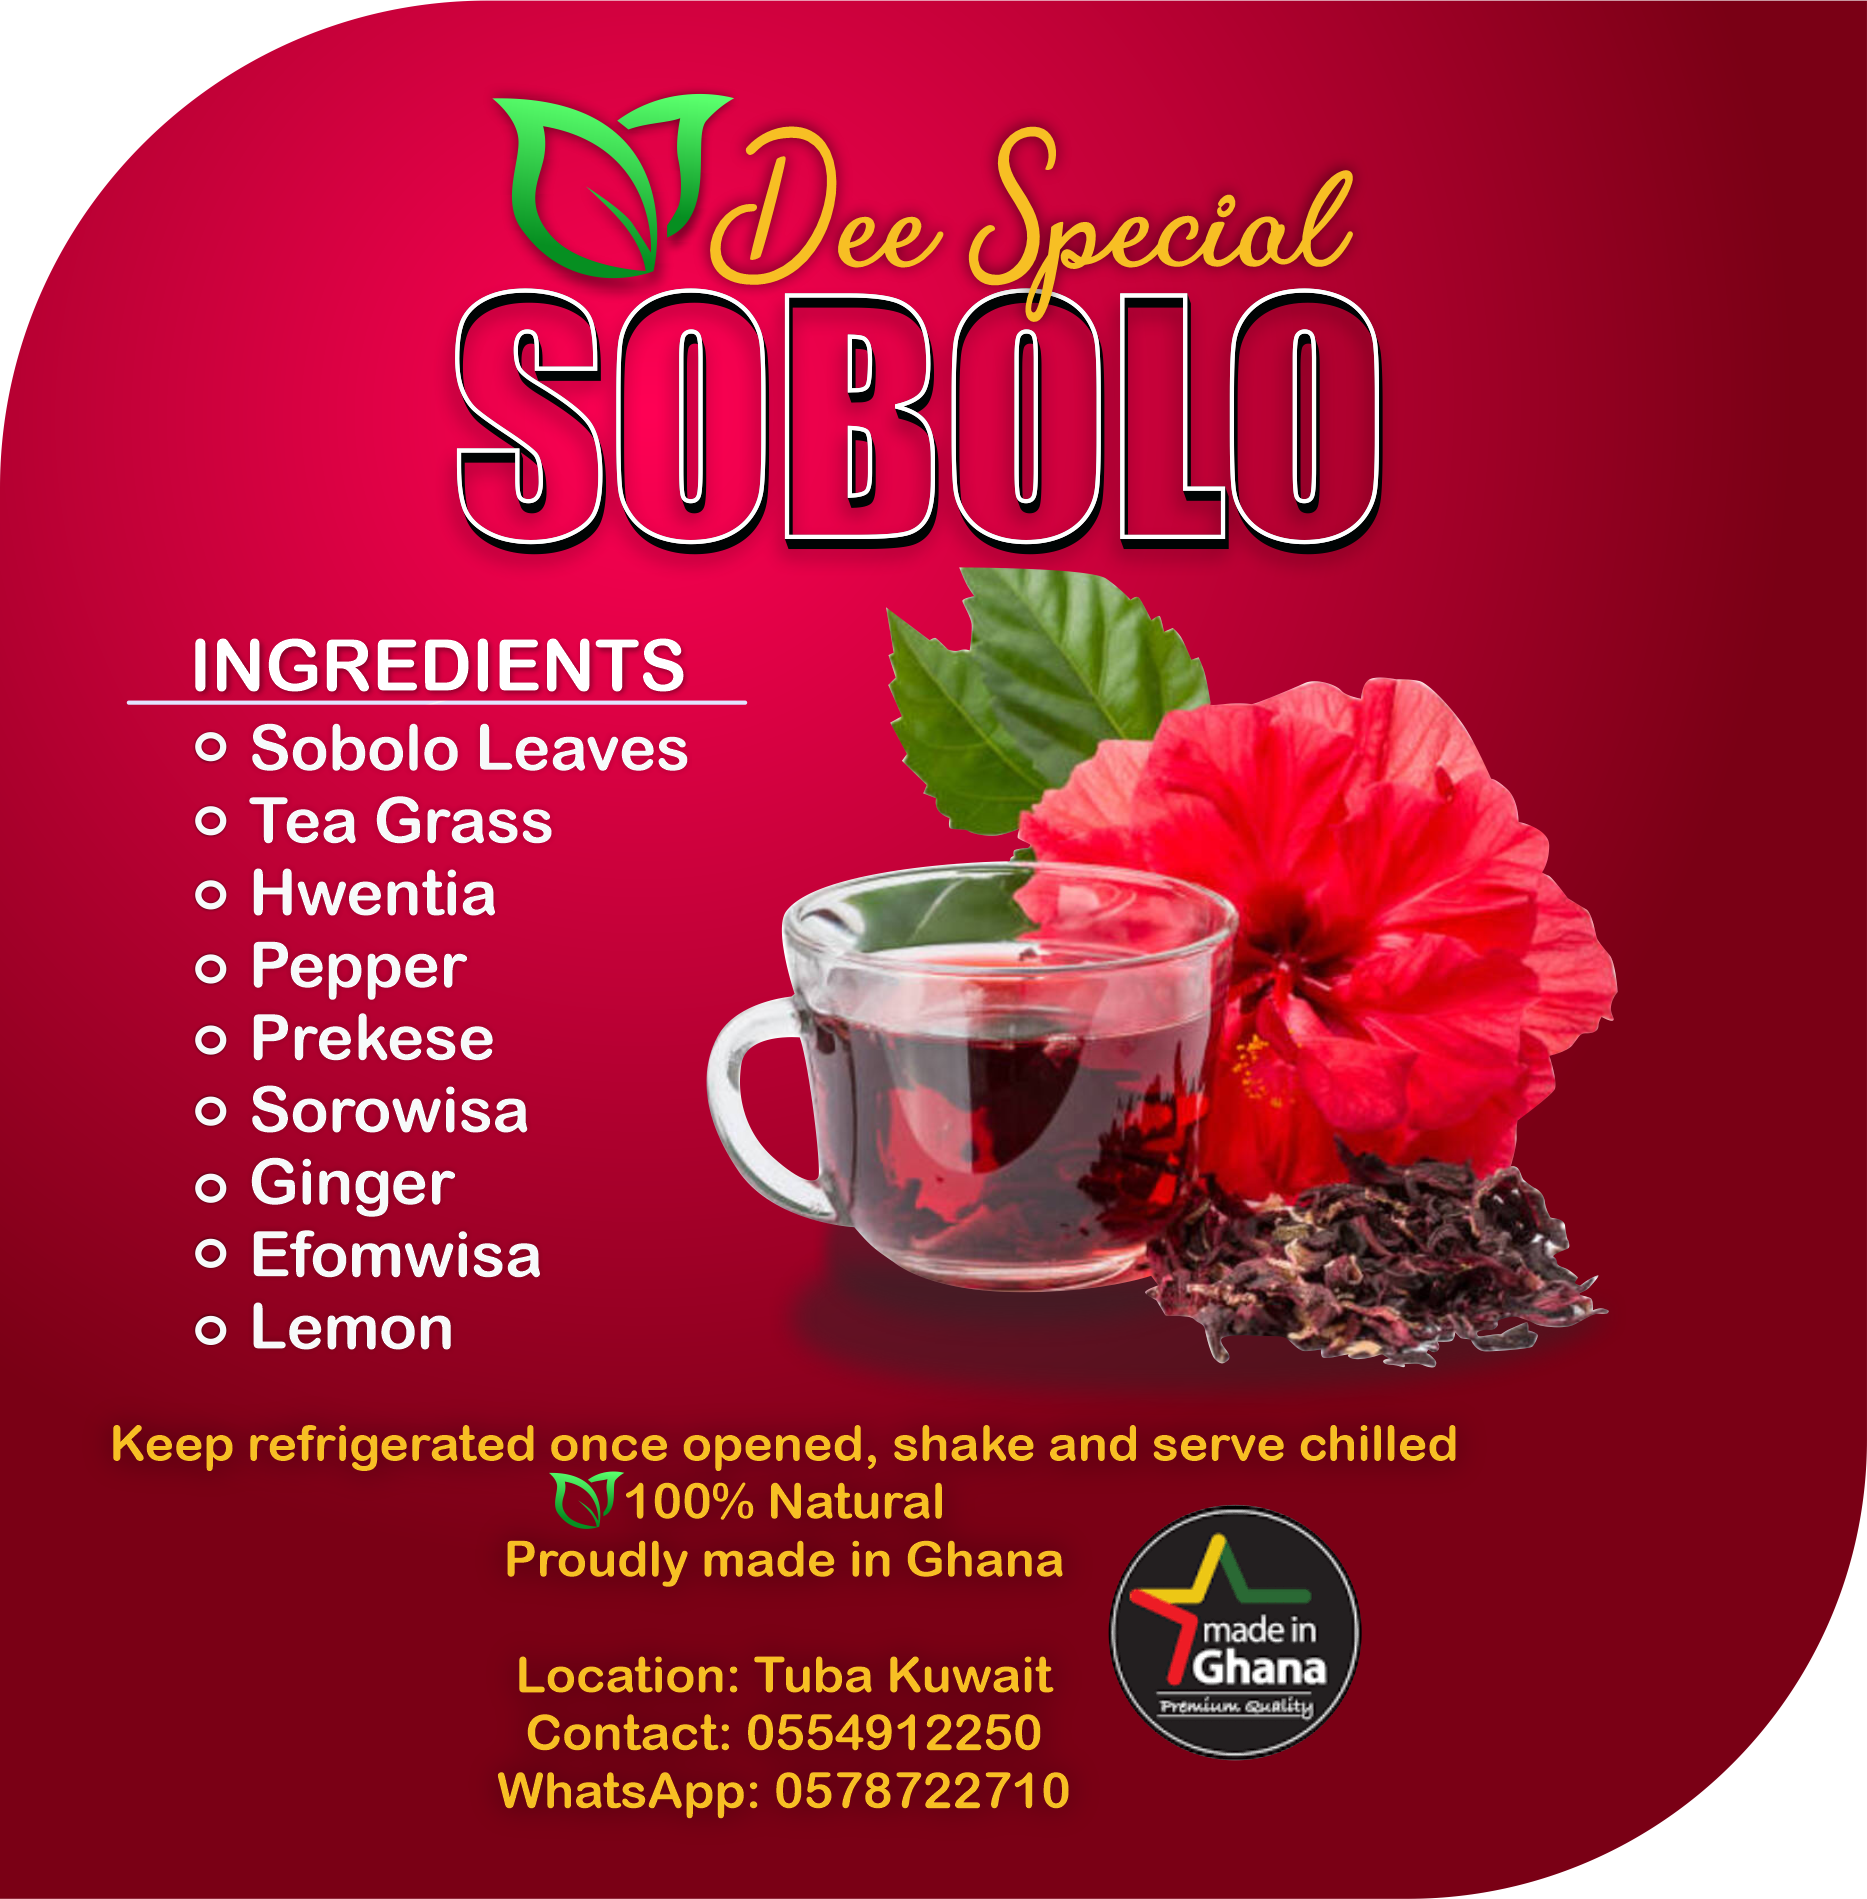 Dee Special
SOBOLO
INGREDIENTS
Sobolo Leaves
Tea Grass
Hwentia
Pepper
Prekese
Sorowisa
Ginger
Efomwisa
Lemon
Keep refrigerated once opened, shake and serve chilled
100% Natural
Proudly made in Ghana
made in
Ghana
Premium Quality
Location: Tuba Kuwait
Contact: 0554912250
WhatsApp: 0578722710